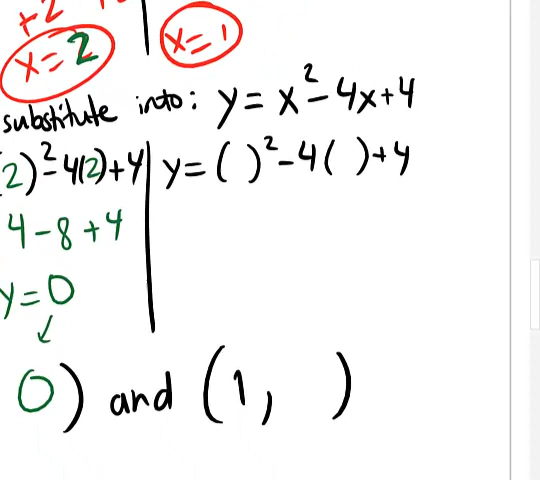 +2
x=2 x=1
substitute into: y = x² - 4x+4
2)² - 4(2)+4 y = ( )² - 4( )+4
4 - 8 + 4
y = 0
0) and (1, )